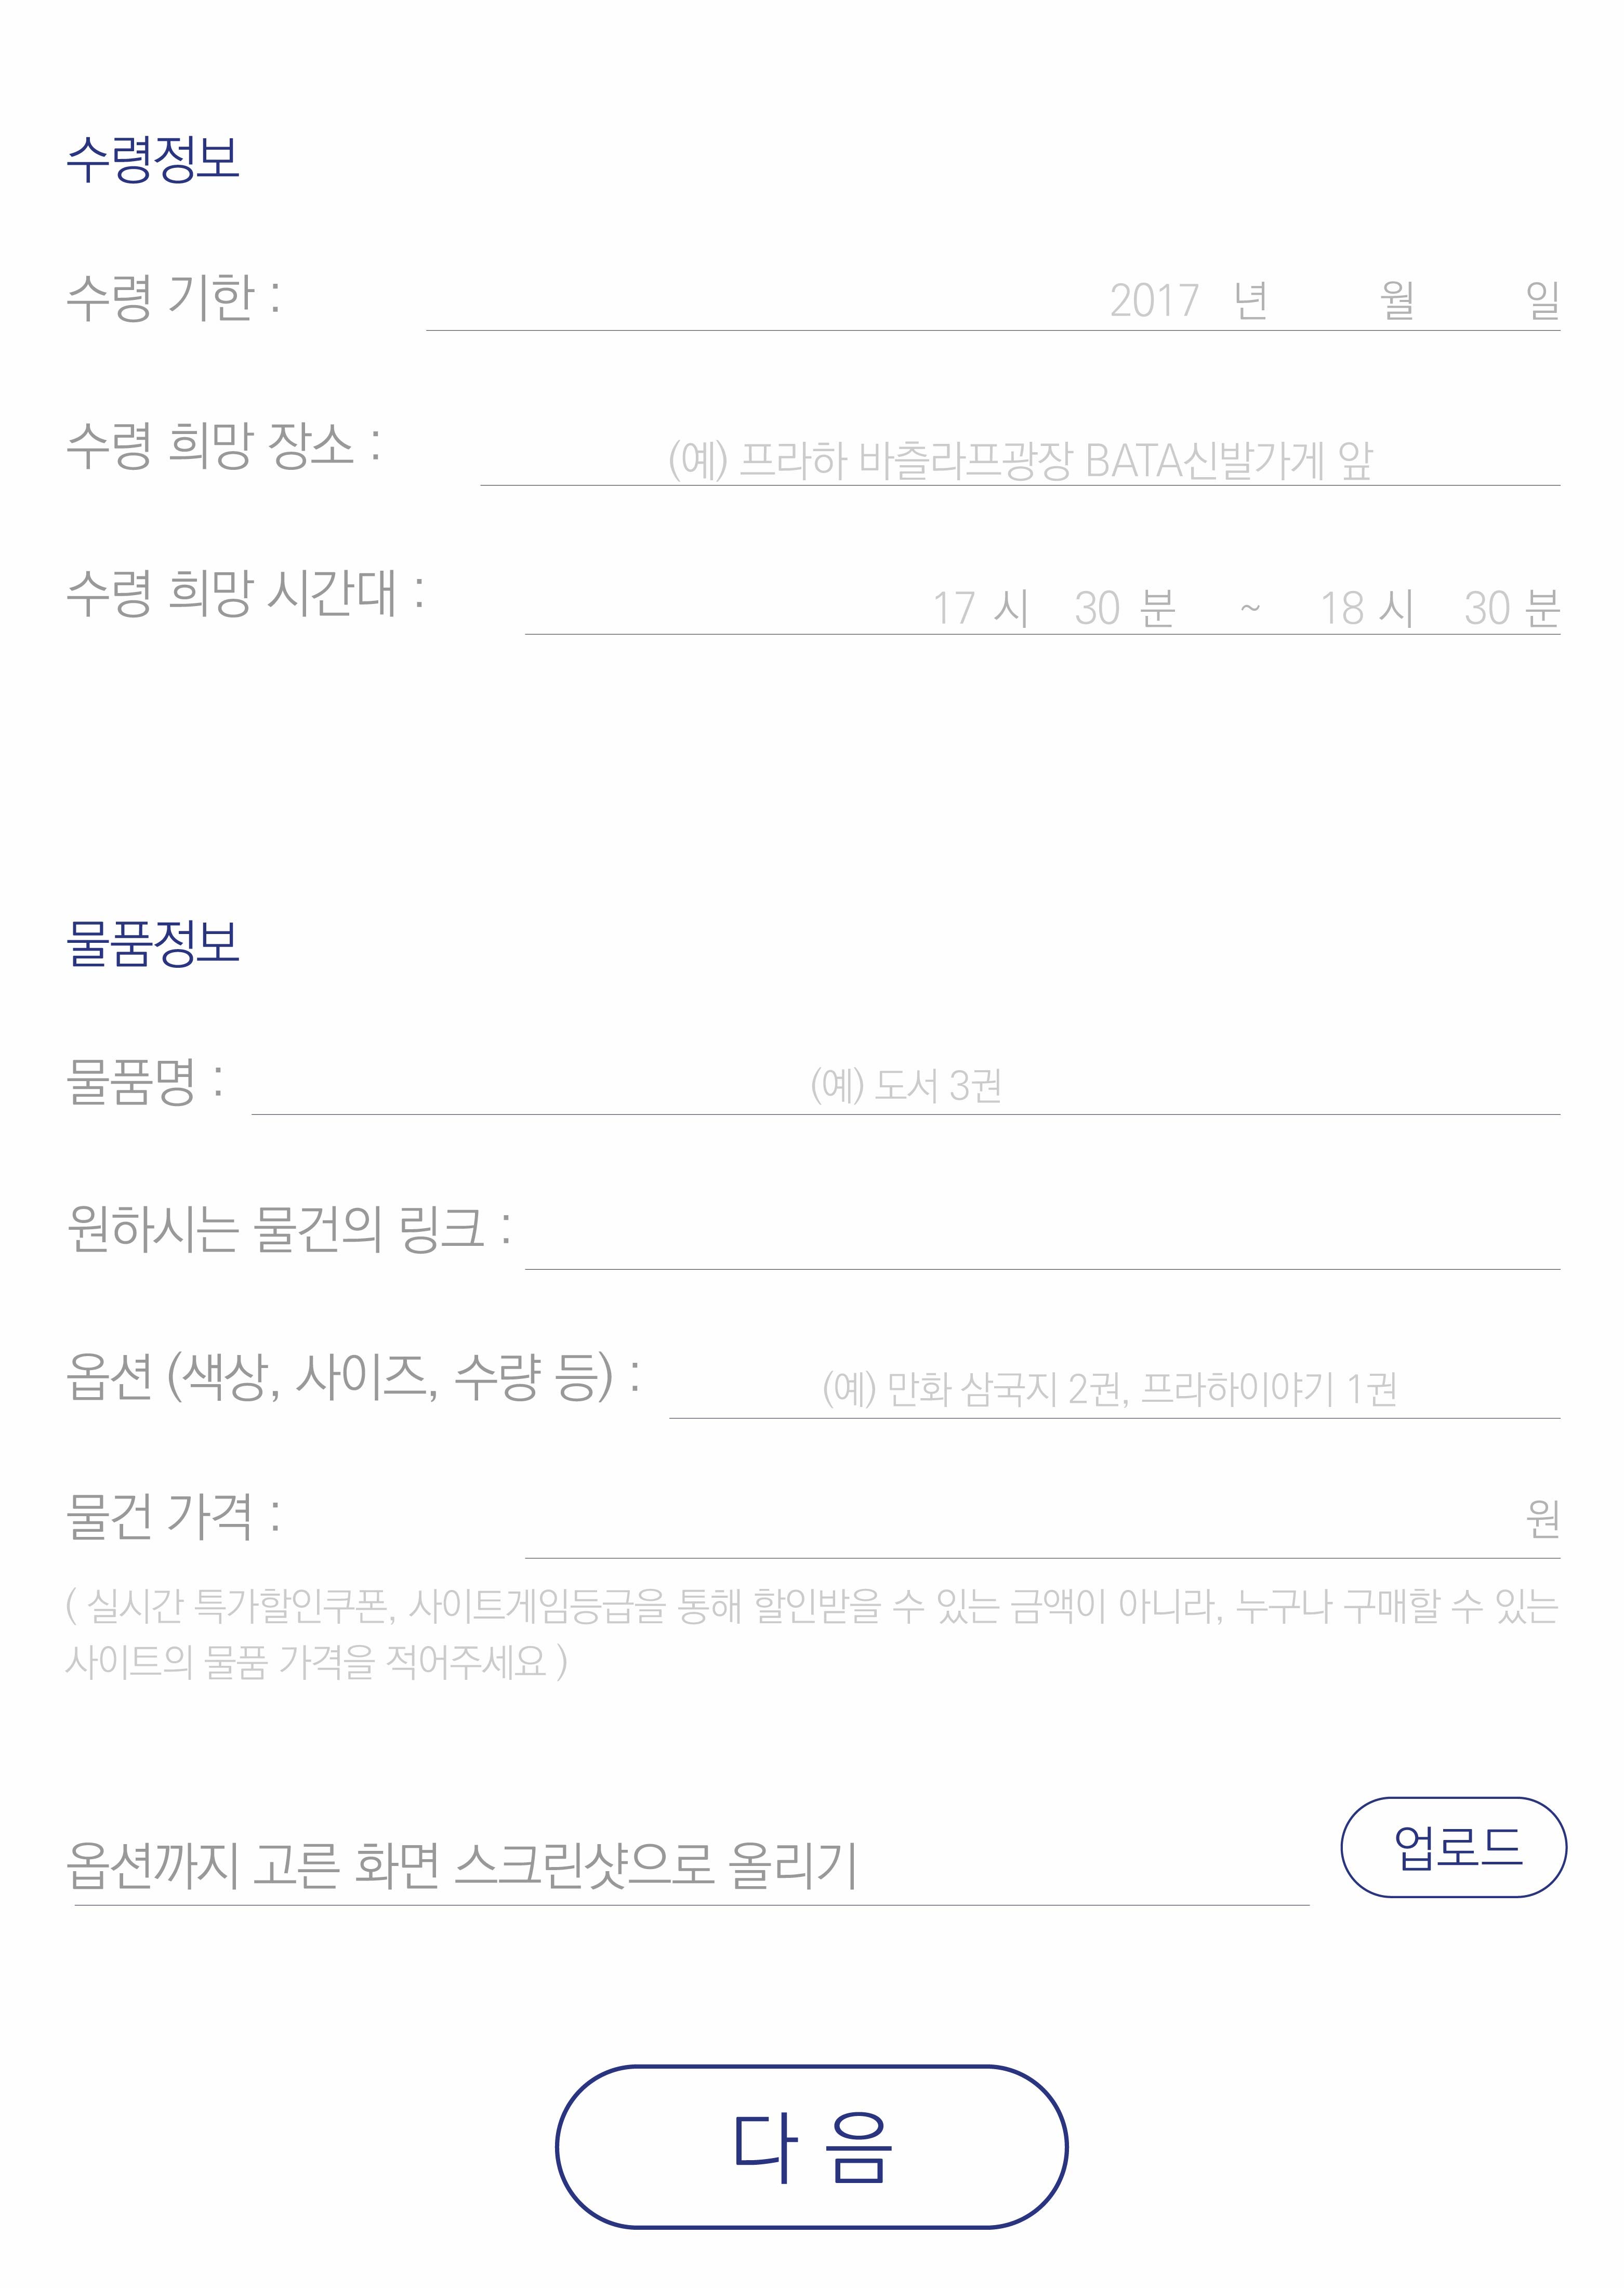 수령정보
수령 기한 : 2017 년 월 일
수령 희망 장소 : (예) 프라하 바츨라프광장 BATA신발가게 앞
수령 희망 시간대 : 17 시 30 분 ~ 18 시 30 분
물품정보
물품명 : (예) 도서 3권
원하시는 물건의 링크 :
옵션 (색상, 사이즈, 수량 등) : (예) 만화 삼국지 2권, 프라하이야기 1권
물건 가격 : 원
( 실시간 특가할인쿠폰, 사이트게임등급을 통해 할인받을 수 있는 금액이 아니라, 누구나 구매할 수 있는
사이트의 물품 가격을 적어주세요 )
옵션까지 고른 화면 스크린샷으로 올리기 업로드
다 음